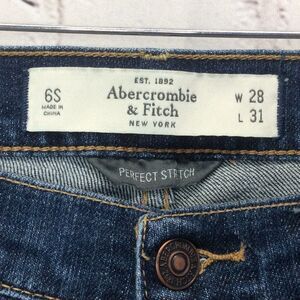 EST. 1892
6S
MADE IN
CHINA
Abercrombie
& Fitch
NEW YORK
W 28
L 31
PERFECT STRETCH